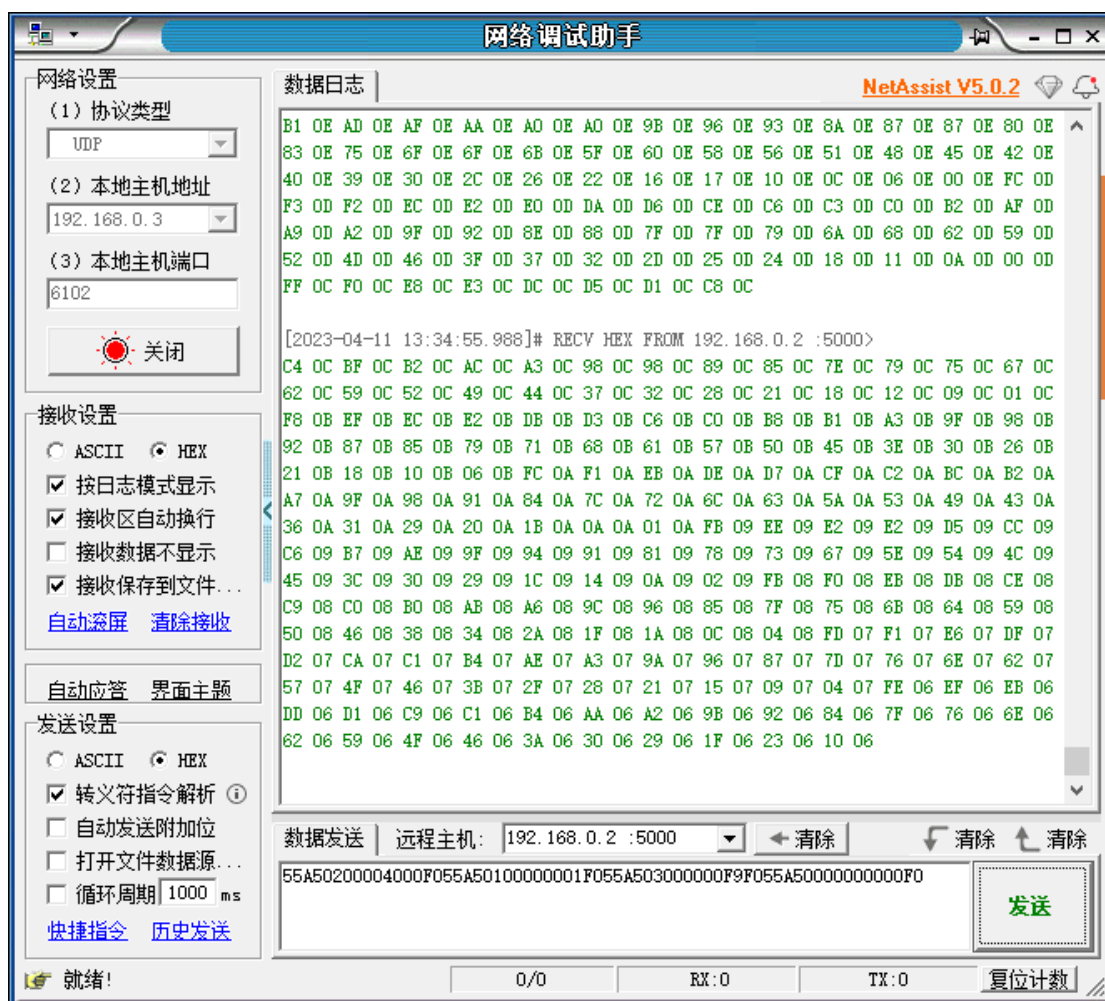 网络调试助手
网络设置
(1) 协议类型
UDP
(2) 本地主机地址
192.168.0.3
(3) 本地主机端口
6102
关闭
接收设置
ASCII HEX
按日志模式显示
接收区自动换行
接收数据不显示
接收保存到文件...
自动滚屏 清除接收
自动应答 界面主题
发送设置
ASCII HEX
转义符指令解析
自动发送附加位
打开文件数据源...
循环周期 1000 ms
快捷指令 历史发送
数据日志 NetAssist V5.0.2
B1 0E AD 0E AF 0E AA 0E A0 0E A0 0E 9B 0E 96 0E 93 0E 8A 0E 87 0E 87 0E 80 0E
83 0E 75 0E 6F 0E 6F 0E 6B 0E 5F 0E 60 0E 58 0E 56 0E 51 0E 48 0E 45 0E 42 0E
40 0E 39 0E 30 0E 2C 0E 26 0E 22 0E 16 0E 17 0E 10 0E 0C 0E 06 0E 00 0E FC 0D
F3 0D F2 0D EC 0D E2 0D E0 0D DA 0D D6 0D CE 0D C6 0D C3 0D C0 0D B2 0D AF 0D
A9 0D A2 0D 9F 0D 92 0D 8E 0D 88 0D 7F 0D 7F 0D 79 0D 6A 0D 68 0D 62 0D 59 0D
52 0D 4D 0D 46 0D 3F 0D 37 0D 32 0D 2D 0D 25 0D 24 0D 18 0D 11 0D 0A 0D 00 0D
FF 0C F0 0C E8 0C E3 0C DC 0C D5 0C D1 0C C8 0C
[2023-04-11 13:34:55.988]# RECV HEX FROM 192.168.0.2 :5000>
C4 0C BF 0C B2 0C AC 0C A3 0C 98 0C 98 0C 89 0C 85 0C 7E 0C 79 0C 75 0C 67 0C
62 0C 59 0C 52 0C 49 0C 44 0C 37 0C 32 0C 28 0C 21 0C 18 0C 12 0C 09 0C 01 0C
F8 0B EF 0B EC 0B E2 0B DB 0B D3 0B C6 0B C0 0B B8 0B B1 0B A3 0B 9F 0B 98 0B
92 0B 87 0B 85 0B 79 0B 71 0B 68 0B 61 0B 57 0B 50 0B 45 0B 3E 0B 30 0B 26 0B
21 0B 18 0B 10 0B 06 0B FC 0A F1 0A EB 0A DE 0A D7 0A CF 0A C2 0A BC 0A B2 0A
A7 0A 9F 0A 98 0A 91 0A 84 0A 7C 0A 72 0A 6C 0A 63 0A 5A 0A 53 0A 49 0A 43 0A
36 0A 31 0A 29 0A 20 0A 1B 0A 0A 0A 01 0A FB 09 EE 09 E2 09 E2 09 D5 09 CC 09
C6 09 B7 09 AE 09 9F 09 94 09 91 09 81 09 78 09 73 09 67 09 5E 09 54 09 4C 09
45 09 3C 09 30 09 29 09 1C 09 14 09 0A 09 02 09 FB 08 F0 08 EB 08 DB 08 CE 08
C9 08 C0 08 B0 08 AB 08 A6 08 9C 08 96 08 85 08 7F 08 75 08 6B 08 64 08 59 08
50 08 46 08 38 08 34 08 2A 08 1F 08 1A 08 0C 08 04 08 FD 07 F1 07 E6 07 DF 07
D2 07 CA 07 C1 07 B4 07 AE 07 A3 07 9A 07 96 07 87 07 7D 07 76 07 6E 07 62 07
57 07 4F 07 46 07 3B 07 2F 07 28 07 21 07 15 07 09 07 04 07 FE 06 EF 06 EB 06
DD 06 D1 06 C9 06 C1 06 B4 06 AA 06 A2 06 9B 06 92 06 84 06 7F 06 76 06 6E 06
62 06 59 06 4F 06 46 06 3A 06 30 06 29 06 1F 06 23 06 10 06
数据发送 远程主机: 192.168.0.2 :5000 清除 清除 清除
55A50200004000F055A50100000001F055A503000000F9F055A50000000000F0
发送
就绪! 0/0 RX:0 TX:0 复位计数